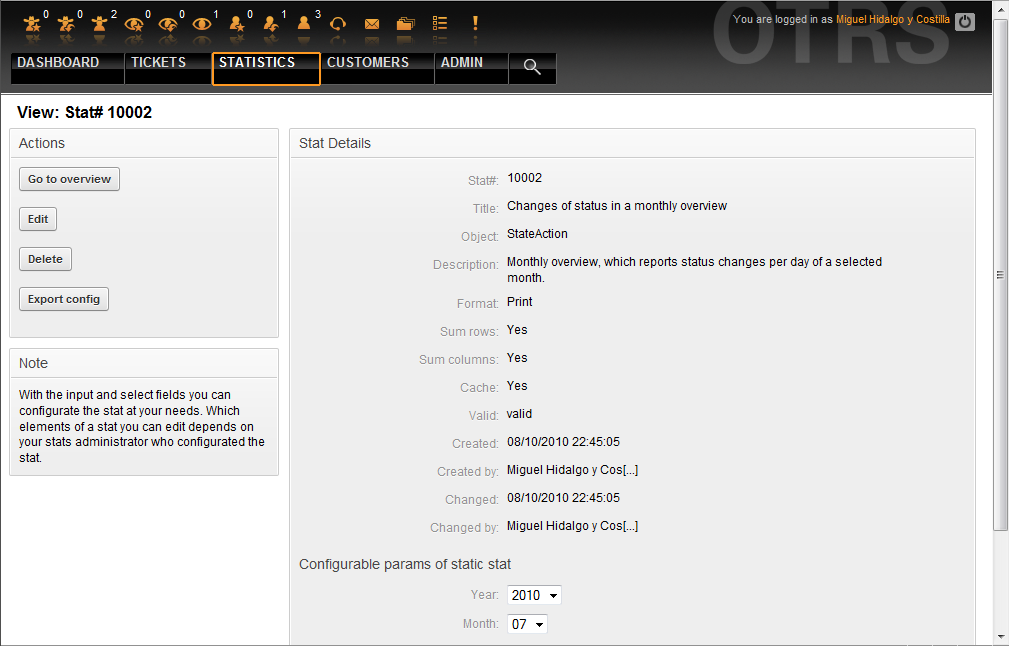 0 0 2 0 0 1 0 1 3
You are logged in as Miguel Hidalgo y Costilla
OTRS
DASHBOARD TICKETS STATISTICS CUSTOMERS ADMIN
View: Stat# 10002
Actions
Go to overview
Edit
Delete
Export config
Note
With the input and select fields you can
configurate the stat at your needs. Which
elements of a stat you can edit depends on
your stats administrator who configurated the
stat.
Stat Details
Stat#: 10002
Title: Changes of status in a monthly overview
Object: StateAction
Description: Monthly overview, which reports status changes per day of a selected
month.
Format: Print
Sum rows: Yes
Sum columns: Yes
Cache: Yes
Valid: valid
Created: 08/10/2010 22:45:05
Created by: Miguel Hidalgo y Cos[...]
Changed: 08/10/2010 22:45:05
Changed by: Miguel Hidalgo y Cos[...]
Configurable params of static stat
Year: 2010
Month: 07